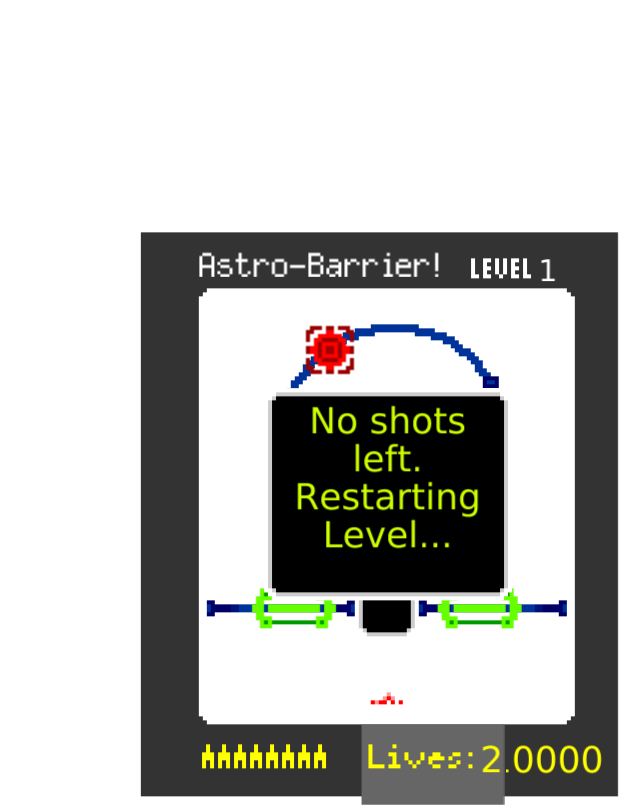 Astro-Barrier! LEVEL 1
No shots
left.
Restarting
Level...
Lives:2.0000